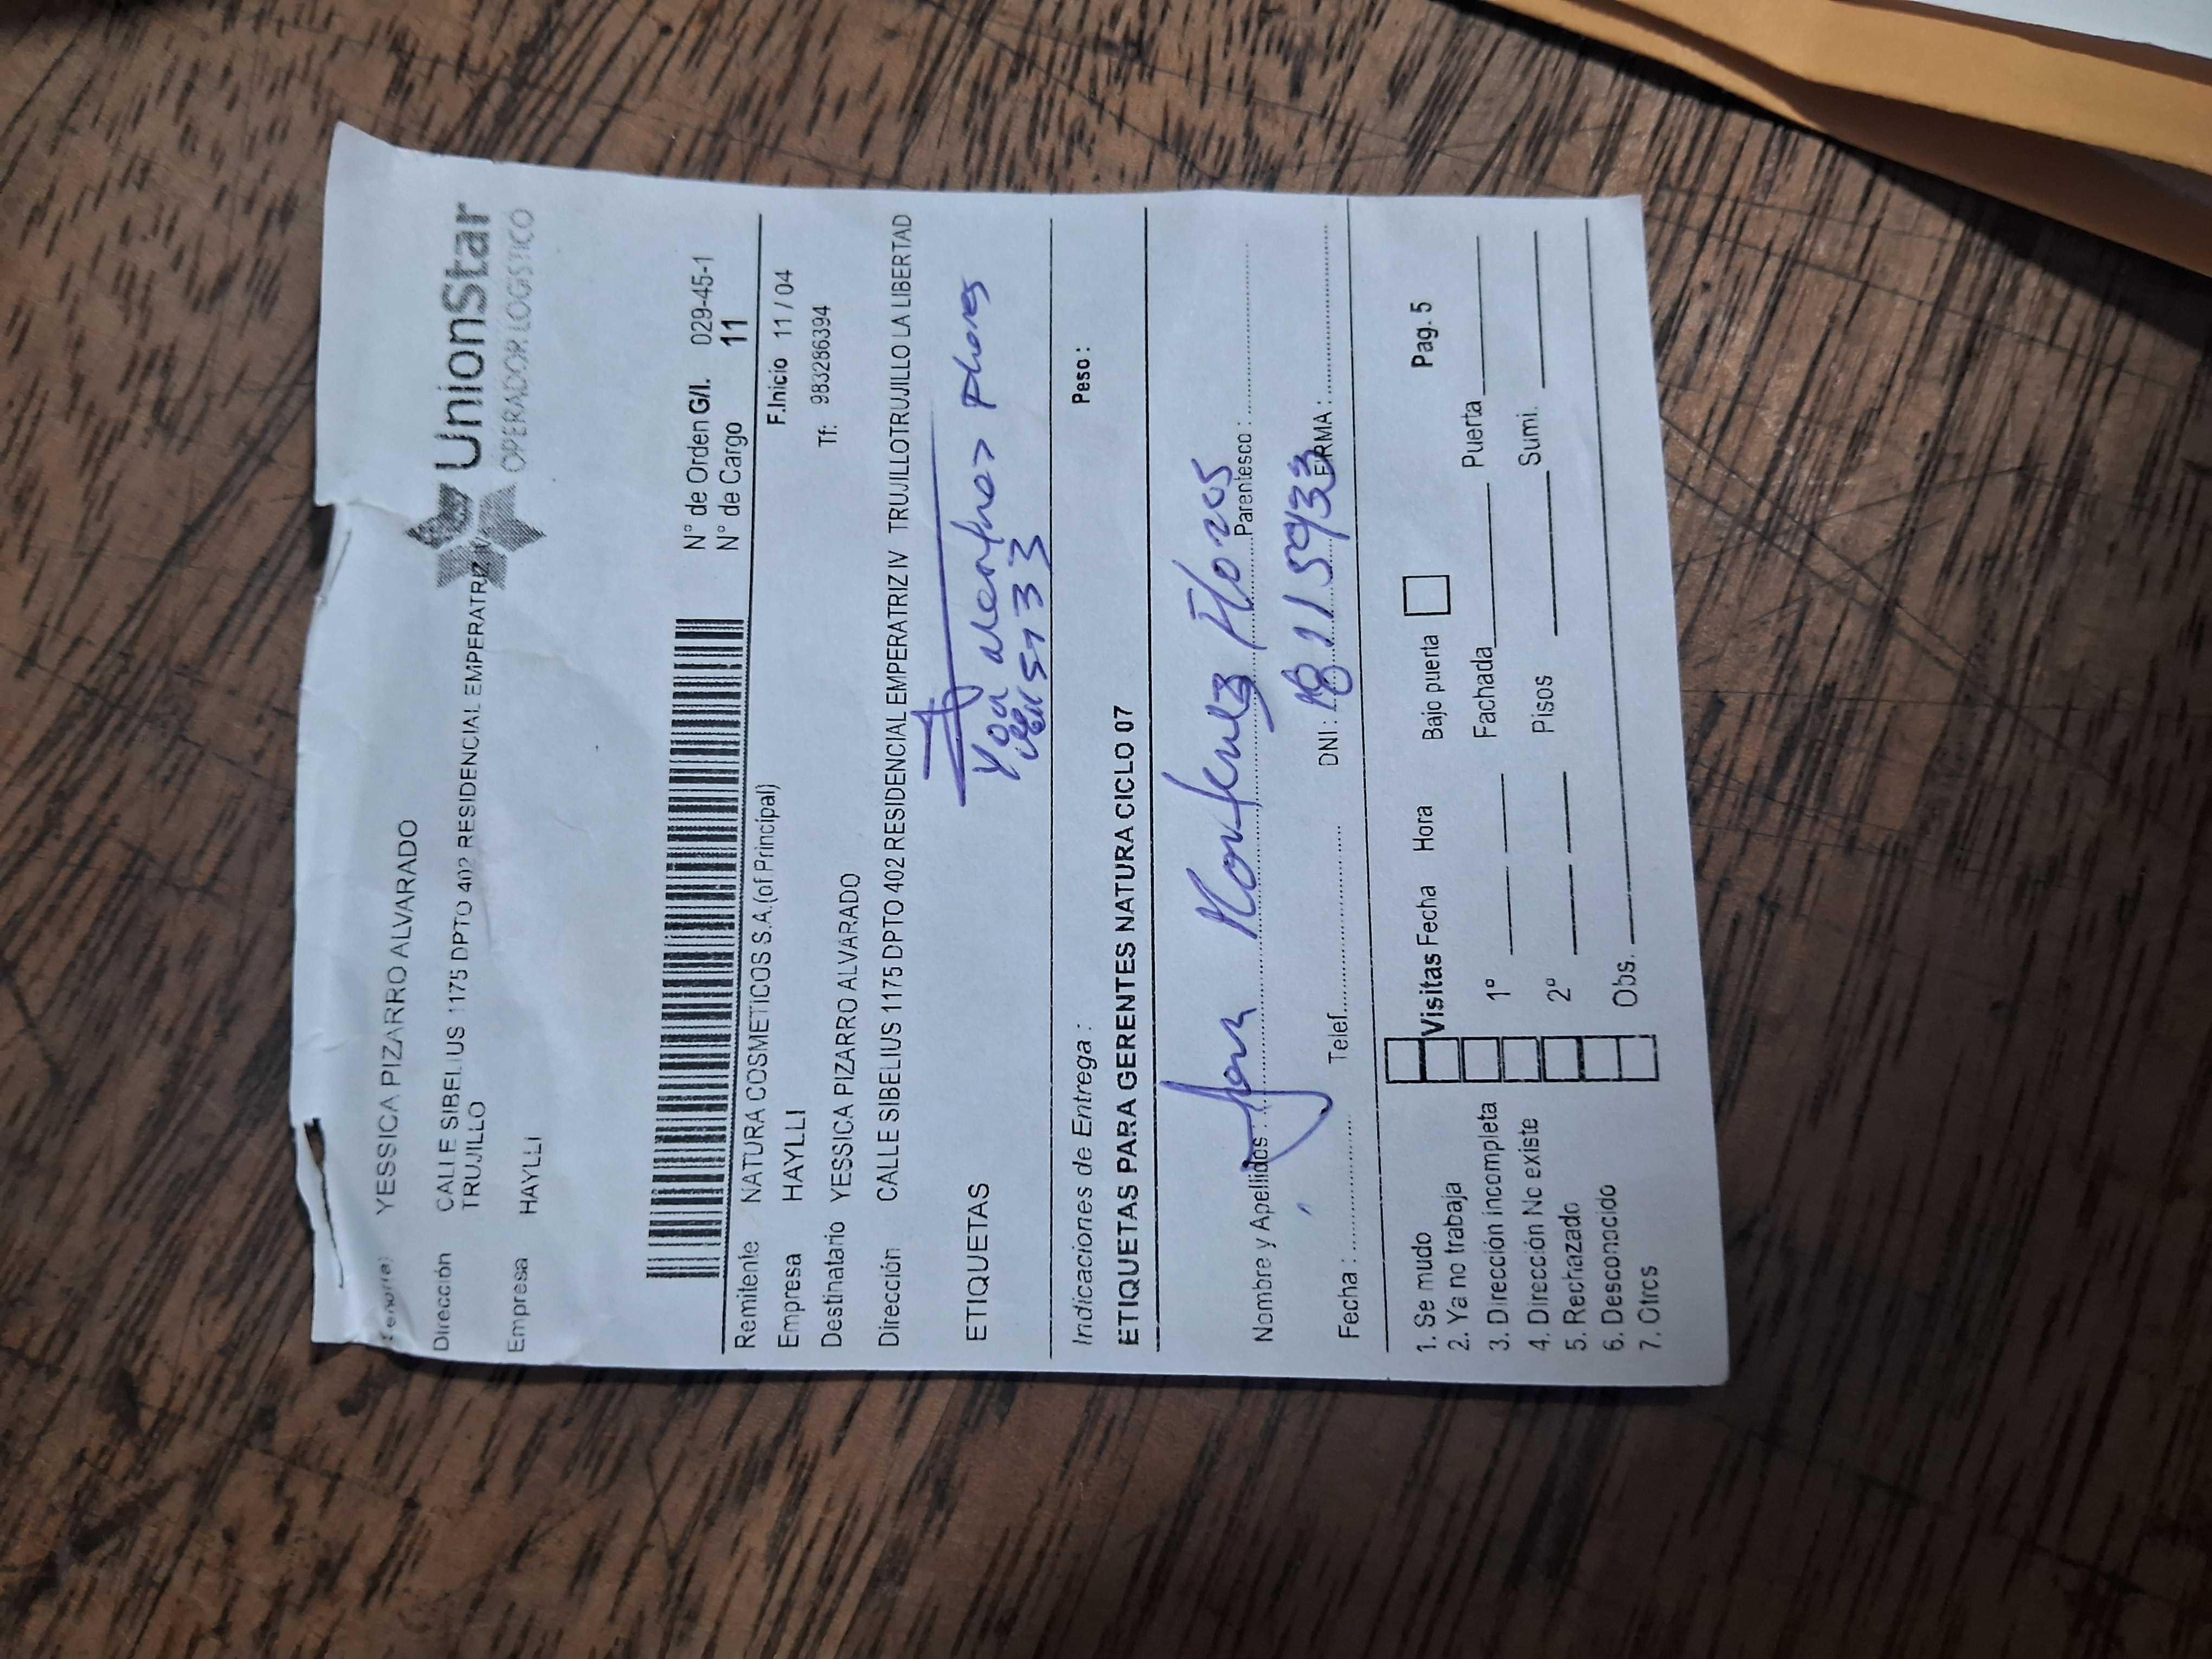 UnionStar
OPERADOR LOGISTICO
YESSICA PIZARRO ALVARADO
Dirección CALLE SIBELIUS 1175 DPTO 402 RESIDENCIAL EMPERATRIZ
TRUJILLO
Empresa HAYLLI
N° de Orden G/I. 029-45-1
N° de Cargo 11
Remitente NATURA COSMETICOS S.A.(of Principal) F.Inicio 11 / 04
Empresa HAYLLI
Destinatario YESSICA PIZARRO ALVARADO Tf: 983286394
Dirección CALLE SIBELIUS 1175 DPTO 402 RESIDENCIAL EMPERATRIZ IV TRUJILLOTRUJILLO LA LIBERTAD
ETIQUETAS
Indicaciones de Entrega : Peso :
ETIQUETAS PARA GERENTES NATURA CICLO 07
Nombre y Apellidos : Parentesco :
Fecha : Telef. DNI : FIRMA :
1. Se mudo
2. Ya no trabaja
3. Dirección incompleta
4. Dirección No existe
5. Rechazado
6. Desconocido
7. Otros
Visitas Fecha Hora Bajo puerta Pag. 5
1° Fachada Puerta
2° Pisos Sumi.
Obs.